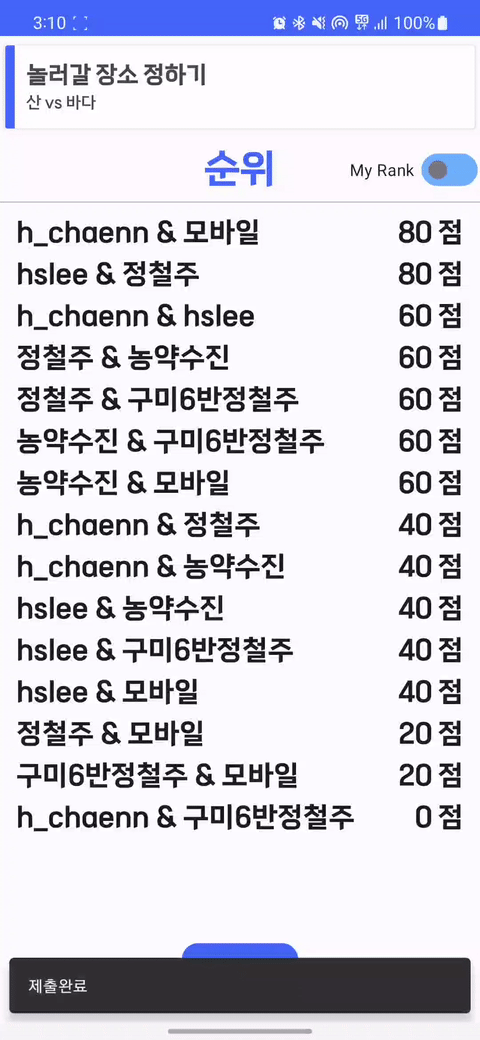 3:10 100%
놀러갈 장소 정하기
산 vs 바다
순위 My Rank
h_chaenn & 모바일 80 점
hslee & 정철주 80 점
h_chaenn & hslee 60 점
정철주 & 농약수진 60 점
정철주 & 구미6반정철주 60 점
농약수진 & 구미6반정철주 60 점
농약수진 & 모바일 60 점
h_chaenn & 정철주 40 점
h_chaenn & 농약수진 40 점
hslee & 농약수진 40 점
hslee & 구미6반정철주 40 점
hslee & 모바일 40 점
정철주 & 모바일 20 점
구미6반정철주 & 모바일 20 점
h_chaenn & 구미6반정철주 0 점
제출완료